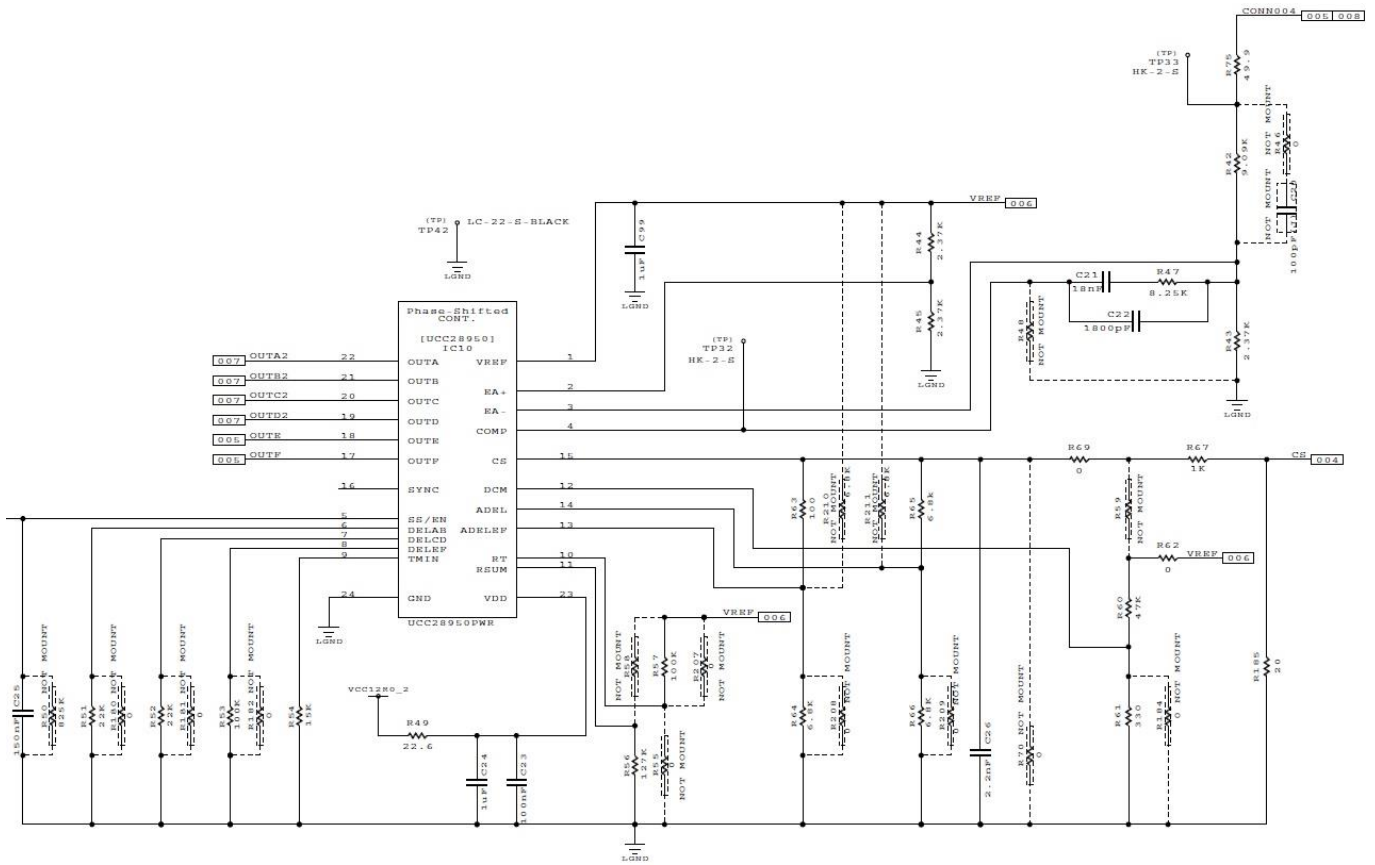 CONN004 005 008
(TP)
TP33
HK-2-S
R75
49.9
NOT MOUNT
R46
0
R42
9.09K
NOT MOUNT
100pF
VREF 006
(TP)
TP42
LC-22-S-BLACK
LGND
C99
1uF
LGND
R44
2.37K
R45
2.37K
LGND
C21
18nF
R47
8.25K
C22
1800pF
R48
NOT MOUNT
R43
2.37K
LGND
(TP)
TP32
HK-2-S
Phase-Shifted
CONT.
[UCC28950]
IC10
007 OUTA2 22 OUTA
007 OUTB2 21 OUTB
007 OUTC2 20 OUTC
007 OUTD2 19 OUTD
005 OUTE 18 OUTE
005 OUTF 17 OUTF
16 SYNC
5 SS/EN
6 DELAB
7 DELCD
8 DELEF
9 TMIN
24 GND
LGND
VREF 1
EA+ 2
EA- 3
COMP 4
CS 15
DCM 12
ADEL 14
ADELEF 13
RT 10
RSUM 11
VDD 23
UCC28950PWR
R69
0
R67
1K
CS 004
R63
100
R210
NOT MOUNT
6.8K
R211
NOT MOUNT
6.8K
R65
6.8k
R59
NOT MOUNT
R62
0
VREF 006
R60
47K
VREF 006
NOT MOUNT
R58
R57
100K
R207
0
NOT MOUNT
C25
150nF
R50 NOT MOUNT
825K
R51
22K
R180 NOT MOUNT
0
R52
22K
R181 NOT MOUNT
0
R53
100K
R182 NOT MOUNT
0
R54
15K
VCC12R0_2
R49
22.6
C24
1uF
C23
100nF
R56
127K
R55
0
NOT MOUNT
R64
6.8K
R208
0
NOT MOUNT
R66
6.8K
R209
0
NOT MOUNT
C26
2.2nF
R70 NOT MOUNT
0
R61
330
R184
0 NOT MOUNT
R185
20
LGND